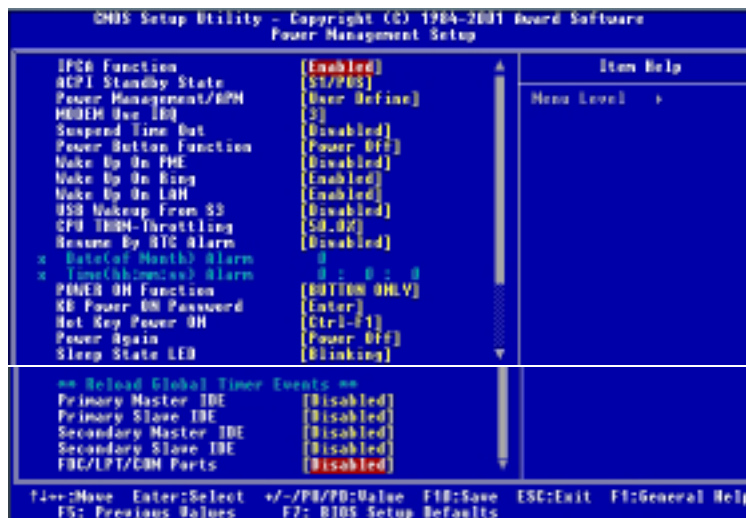 CMOS Setup Utility - Copyright (C) 1984-2001 Award Software
Power Management Setup
IPCA Function [Enabled]
ACPI Standby State [S1/POS]
Power Management/APM [User Define]
MODEM Use IRQ [3]
Suspend Time Out [Disabled]
Power Button Function [Power Off]
Wake Up On PME [Disabled]
Wake Up On Ring [Enabled]
Wake Up On LAN [Enabled]
USB Wakeup From S3 [Disabled]
CPU THRM-Throttling [50.0%]
Resume By RTC Alarm [Disabled]
x Date(of Month) Alarm 0
x Time(hh:mm:ss) Alarm 0 : 0 : 0
POWER ON Function [BUTTON ONLY]
KB Power ON Password [Enter]
Hot Key Power ON [Ctrl-F1]
Power Again [Power Off]
Sleep State LED [Blinking]
Item Help
Menu Level ▸
** Reload Global Timer Events **
Primary Master IDE [Disabled]
Primary Slave IDE [Disabled]
Secondary Master IDE [Disabled]
Secondary Slave IDE [Disabled]
FDC/LPT/COM Ports [Disabled]
↑↓←→:Move Enter:Select +/-/PU/PD:Value F10:Save ESC:Exit F1:General Help
F5: Previous Values F7: BIOS Setup Defaults